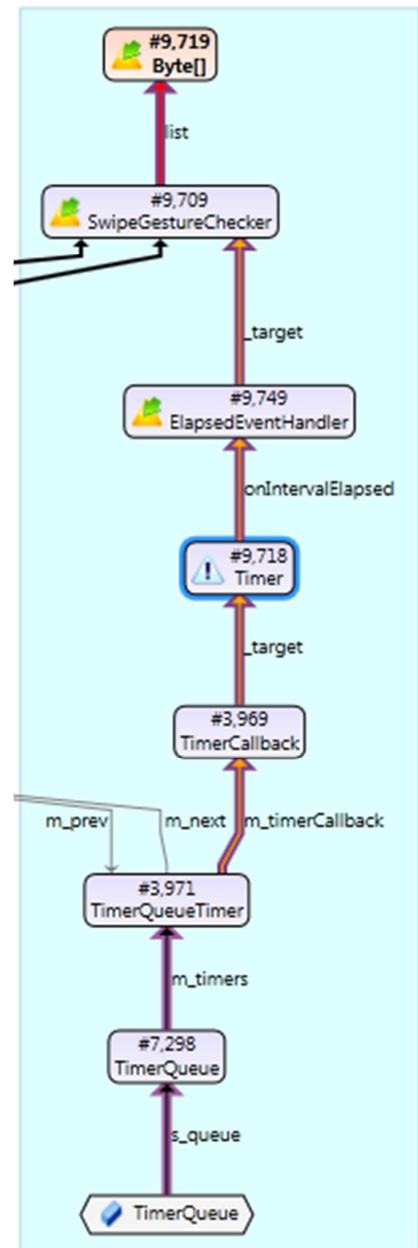 #9,719
Byte[]
list
#9,709
SwipeGestureChecker
_target
#9,749
ElapsedEventHandler
onIntervalElapsed
#9,718
Timer
_target
#3,969
TimerCallback
m_prev m_next m_timerCallback
#3,971
TimerQueueTimer
m_timers
#7,298
TimerQueue
s_queue
TimerQueue